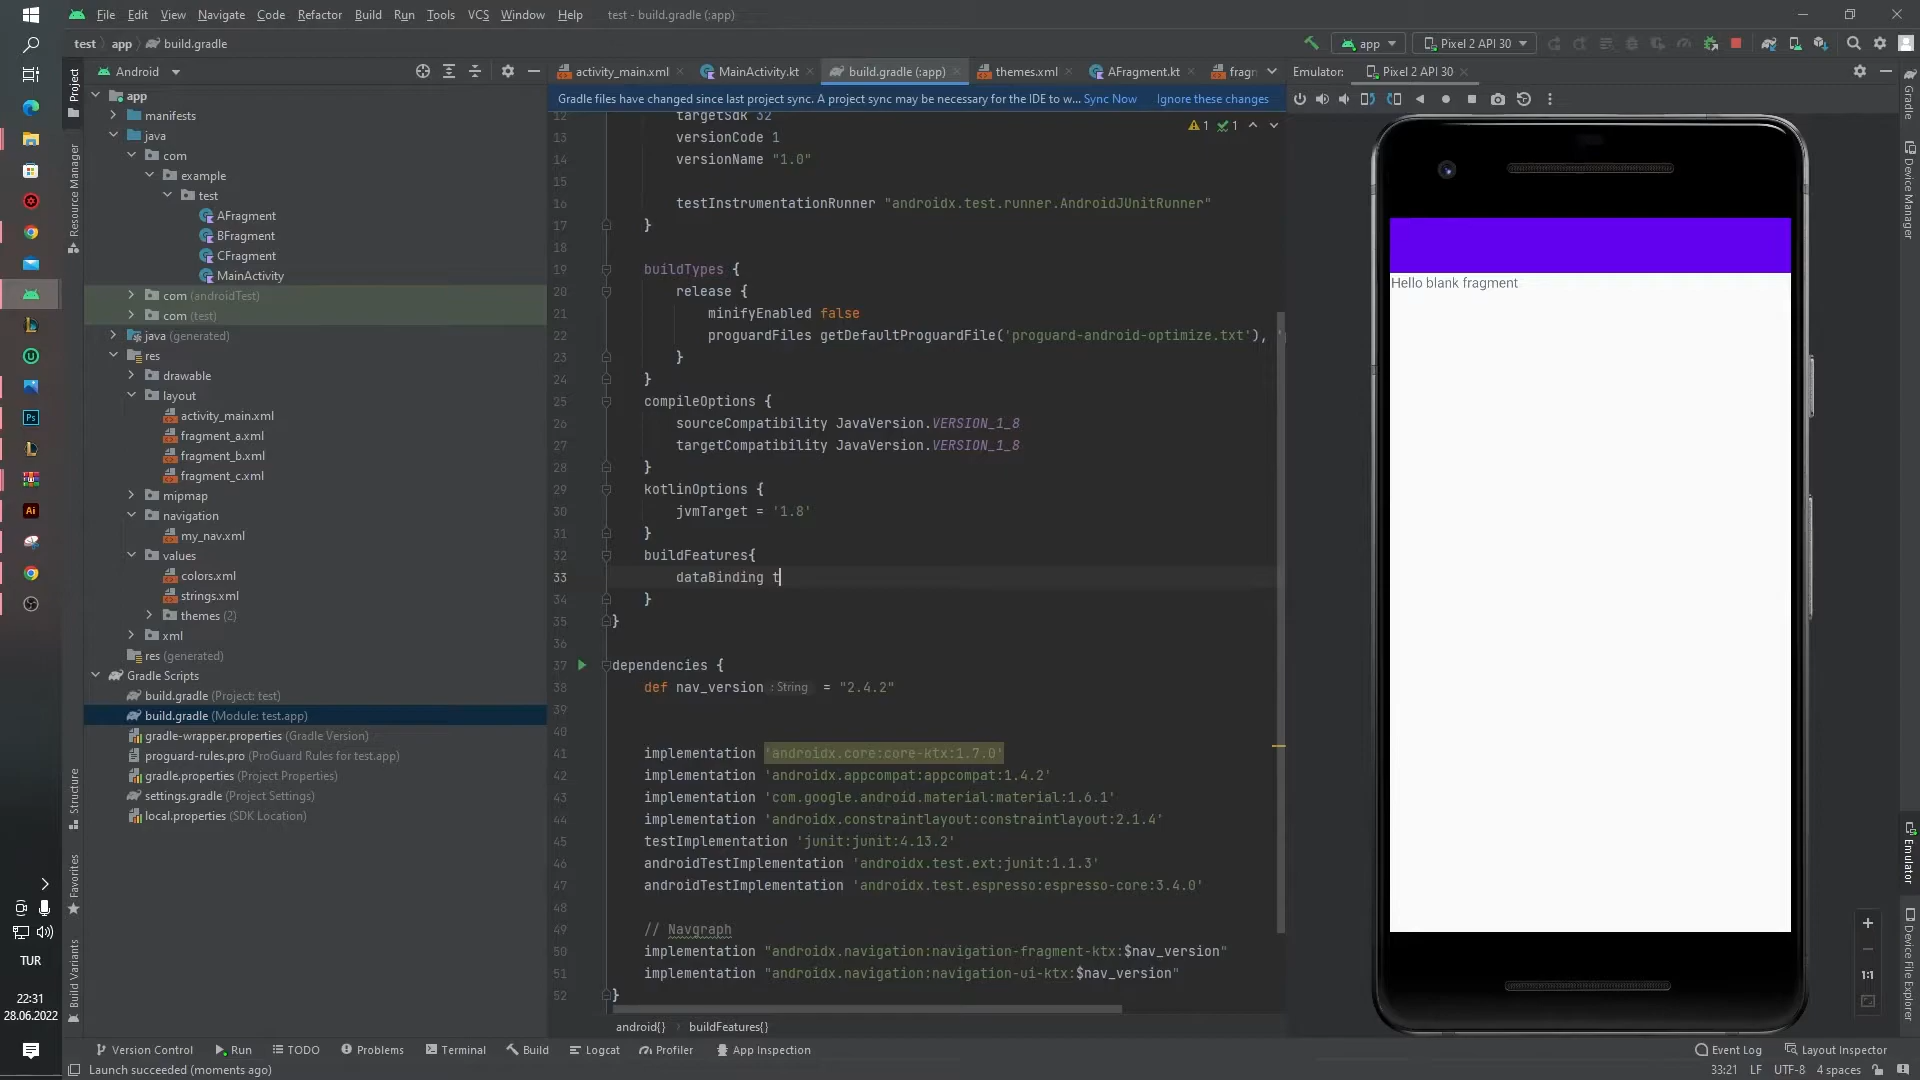 File Edit View Navigate Code Refactor Build Run Tools VCS Window Help test - build.gradle (:app)
test app build.gradle
app Pixel 2 API 30
Android
activity_main.xml MainActivity.kt build.gradle (:app) themes.xml AFragment.kt fragn
Emulator: Pixel 2 API 30
Gradle files have changed since last project sync. A project sync may be necessary for the IDE to w... Sync Now Ignore these changes
Project
Resource Manager
Structure
Favorites
Build Variants
app
manifests
java
com
example
test
AFragment
BFragment
CFragment
MainActivity
com (androidTest)
com (test)
java (generated)
res
drawable
layout
activity_main.xml
fragment_a.xml
fragment_b.xml
fragment_c.xml
mipmap
navigation
my_nav.xml
values
colors.xml
strings.xml
themes (2)
xml
res (generated)
Gradle Scripts
build.gradle (Project: test)
build.gradle (Module: test.app)
gradle-wrapper.properties (Gradle Version)
proguard-rules.pro (ProGuard Rules for test.app)
gradle.properties (Project Properties)
settings.gradle (Project Settings)
local.properties (SDK Location)
1 1
12 targetSdk 32
13 versionCode 1
14 versionName "1.0"
15
16 testInstrumentationRunner "androidx.test.runner.AndroidJUnitRunner"
17 }
18
19 buildTypes {
20 release {
21 minifyEnabled false
22 proguardFiles getDefaultProguardFile('proguard-android-optimize.txt'), '
23 }
24 }
25 compileOptions {
26 sourceCompatibility JavaVersion.VERSION_1_8
27 targetCompatibility JavaVersion.VERSION_1_8
28 }
29 kotlinOptions {
30 jvmTarget = '1.8'
31 }
32 buildFeatures{
33 dataBinding t
34 }
35 }
36
37 dependencies {
38 def nav_version : String = "2.4.2"
39
40
41 implementation 'androidx.core:core-ktx:1.7.0'
42 implementation 'androidx.appcompat:appcompat:1.4.2'
43 implementation 'com.google.android.material:material:1.6.1'
44 implementation 'androidx.constraintlayout:constraintlayout:2.1.4'
45 testImplementation 'junit:junit:4.13.2'
46 androidTestImplementation 'androidx.test.ext:junit:1.1.3'
47 androidTestImplementation 'androidx.test.espresso:espresso-core:3.4.0'
48
49 // Navgraph
50 implementation "androidx.navigation:navigation-fragment-ktx:$nav_version"
51 implementation "androidx.navigation:navigation-ui-ktx:$nav_version"
52 }
android{} buildFeatures{}
Hello blank fragment
1:1
Gradle
Device Manager
Emulator
Device File Explorer
Ps
Ai
TUR
22:31
28.06.2022
Version Control Run TODO Problems Terminal Build Logcat Profiler App Inspection Event Log Layout Inspector
Launch succeeded (moments ago) 33:21 LF UTF-8 4 spaces